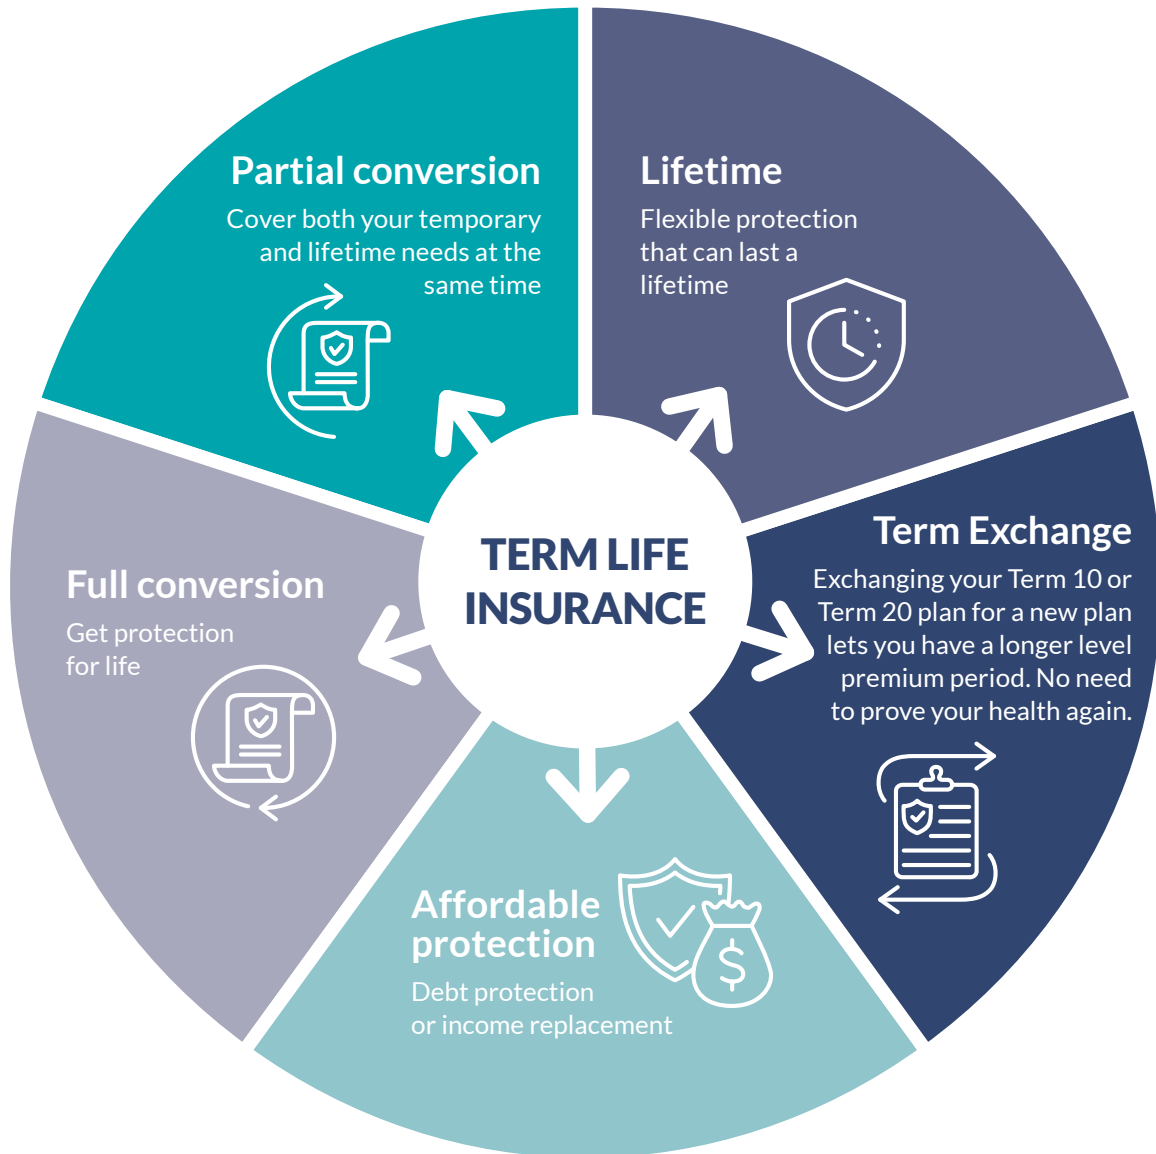 Partial conversion
Cover both your temporary
and lifetime needs at the
same time
Lifetime
Flexible protection
that can last a
lifetime
TERM LIFE
INSURANCE
Term Exchange
Exchanging your Term 10 or
Term 20 plan for a new plan
lets you have a longer level
premium period. No need
to prove your health again.
Full conversion
Get protection
for life
Affordable
protection
Debt protection
or income replacement
$